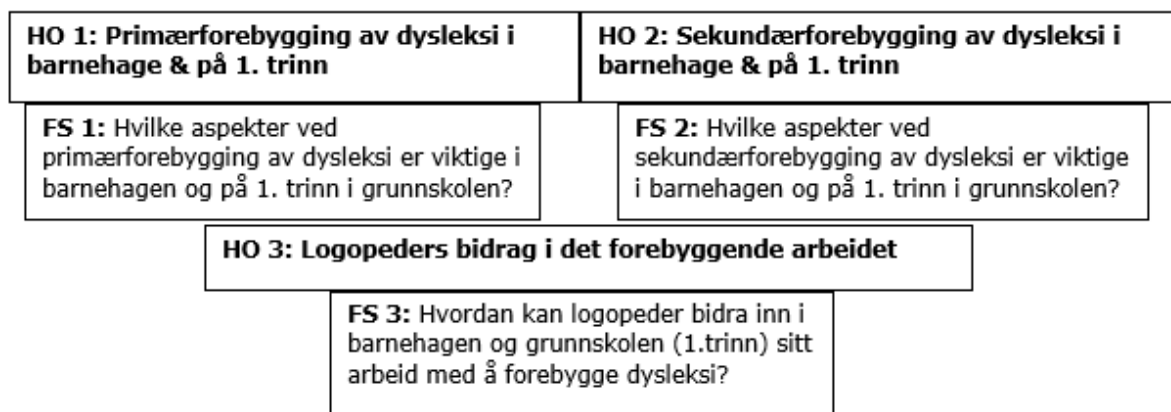 HO 1: Primærforebygging av dysleksi i
barnehage & på 1. trinn
HO 2: Sekundærforebygging av dysleksi i
barnehage & på 1. trinn
FS 1: Hvilke aspekter ved
primærforebygging av dysleksi er viktige i
barnehagen og på 1. trinn i grunnskolen?
FS 2: Hvilke aspekter ved
sekundærforebygging av dysleksi er viktige
i barnehagen og på 1. trinn i grunnskolen?
HO 3: Logopeders bidrag i det forebyggende arbeidet
FS 3: Hvordan kan logopeder bidra inn i
barnehagen og grunnskolen (1.trinn) sitt
arbeid med å forebygge dysleksi?